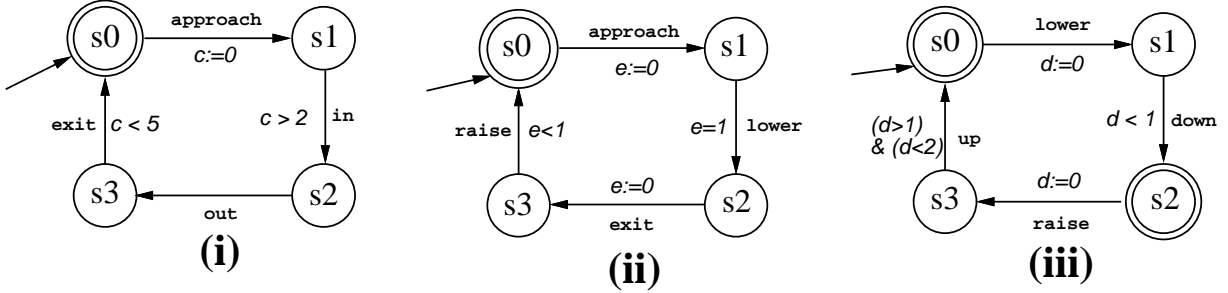 s0 approach c:=0 s1
exit c < 5 c > 2 in
s3 out s2
(i)
s0 approach e:=0 s1
raise e<1 e=1 lower
s3 e:=0 exit s2
(ii)
s0 lower d:=0 s1
(d>1) & (d<2) up d < 1 down
s3 d:=0 raise s2
(iii)